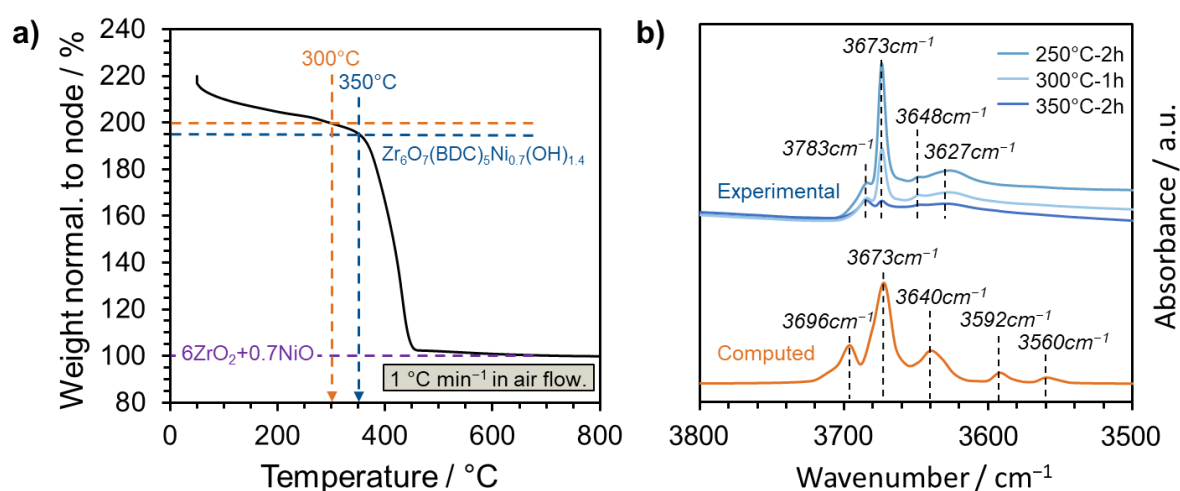 a)
Weight normal. to node / %
240
220
200
180
160
140
120
100
80
300°C
350°C
Zr₆O₇(BDC)₅Ni₀.₇(OH)₁.₄
6ZrO₂+0.7NiO
1 °C min⁻¹ in air flow.
0
200
400
600
800
Temperature / °C
b)
3673cm⁻¹
250°C-2h
300°C-1h
350°C-2h
3648cm⁻¹
3783cm⁻¹
3627cm⁻¹
Experimental
3673cm⁻¹
3640cm⁻¹
3696cm⁻¹
3592cm⁻¹
3560cm⁻¹
Computed
Absorbance / a.u.
3800
3700
3600
3500
Wavenumber / cm⁻¹